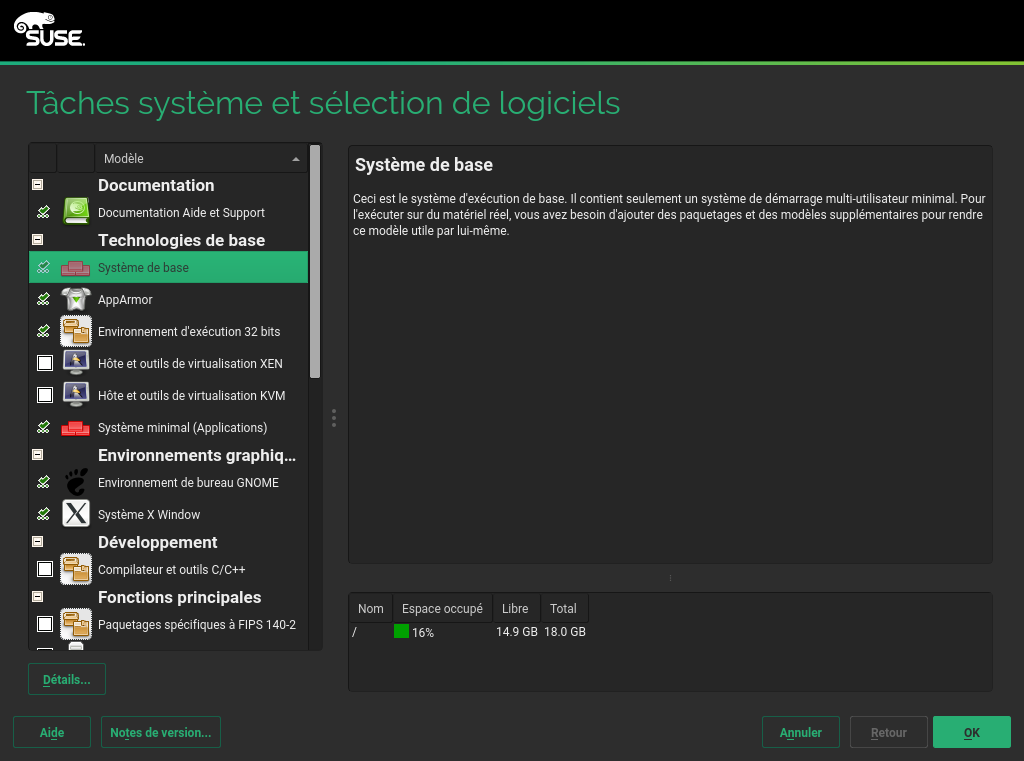 SUSE.
Tâches système et sélection de logiciels
Modèle
Documentation
Documentation Aide et Support
Technologies de base
Système de base
AppArmor
Environnement d'exécution 32 bits
Hôte et outils de virtualisation XEN
Hôte et outils de virtualisation KVM
Système minimal (Applications)
Environnements graphiq...
Environnement de bureau GNOME
Système X Window
Développement
Compilateur et outils C/C++
Fonctions principales
Paquetages spécifiques à FIPS 140-2
Détails...
Système de base
Ceci est le système d'exécution de base. Il contient seulement un système de démarrage multi-utilisateur minimal. Pour
l'exécuter sur du matériel réel, vous avez besoin d'ajouter des paquetages et des modèles supplémentaires pour rendre
ce modèle utile par lui-même.
Nom Espace occupé Libre Total
/ 16% 14.9 GB 18.0 GB
Aide Notes de version... Annuler Retour OK